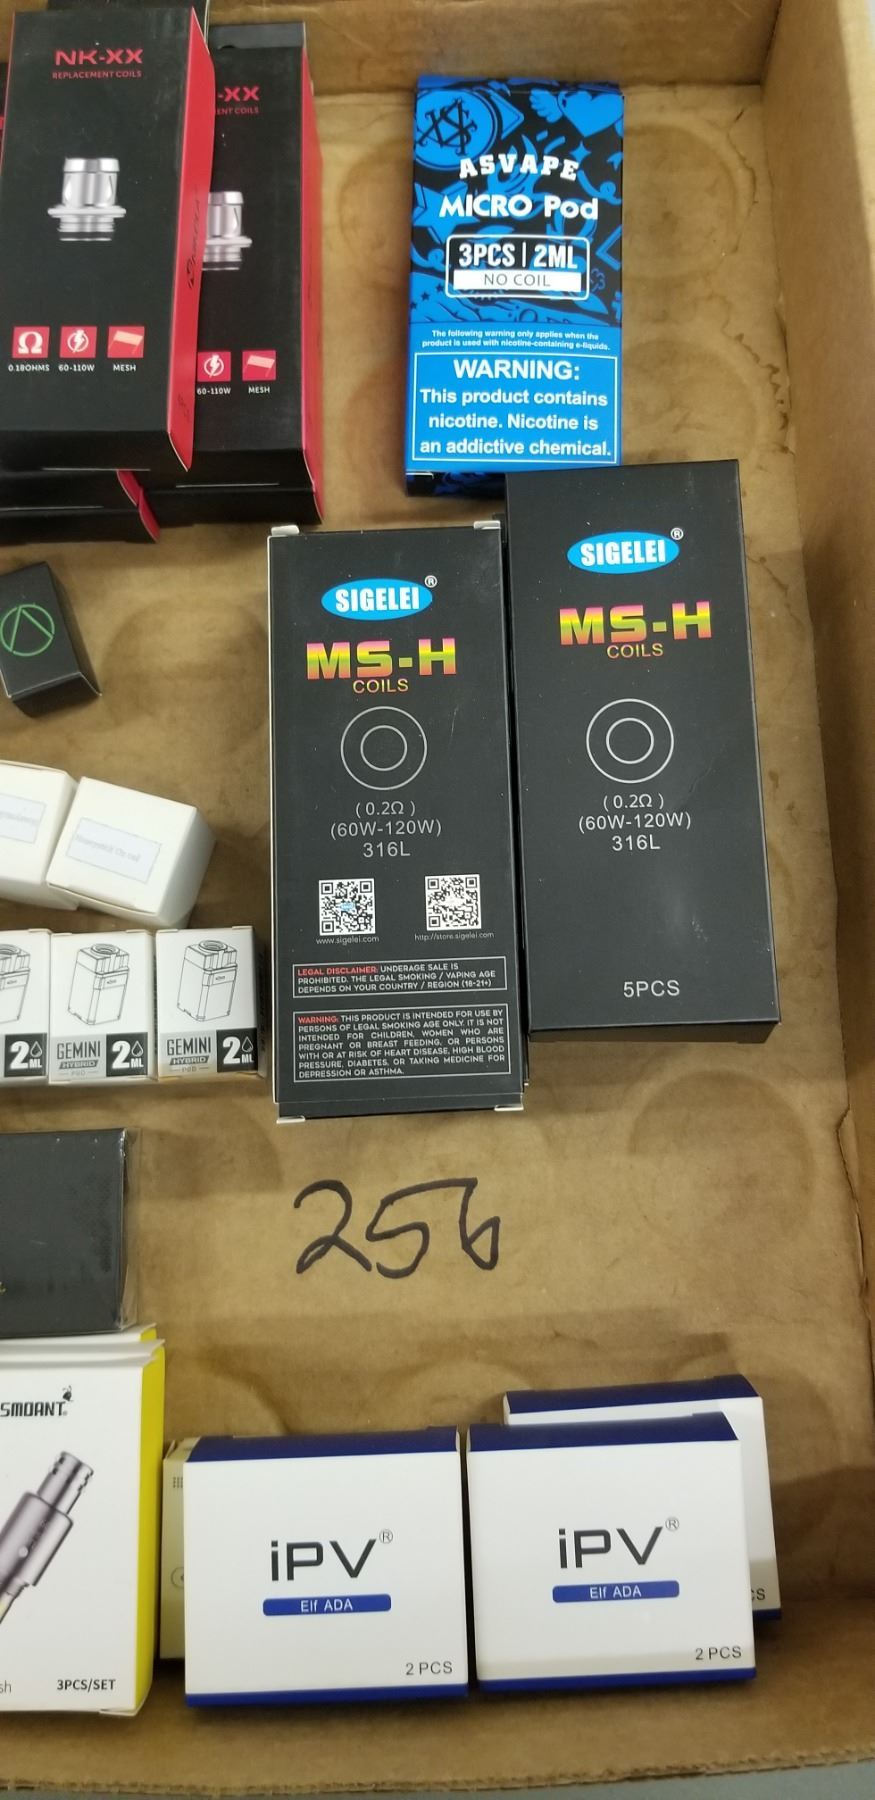 NK-XX
REPLACEMENT COILS
0.18OHMS 60-110W MESH
-XX
ENT COILS
60-110W MESH
ASVAPE
MICRO Pod
3PCS | 2ML
NO COIL
The following warning only applies when the
product is used with nicotine-containing e-liquids.
WARNING:
This product contains
nicotine. Nicotine is
an addictive chemical.
SIGELEI®
MS-H
COILS
(0.2Ω)
(60W-120W)
316L
www.sigelei.com http://store.sigelei.com
LEGAL DISCLAIMER: UNDERAGE SALE IS
PROHIBITED. THE LEGAL SMOKING / VAPING AGE
DEPENDS ON YOUR COUNTRY / REGION (18-21+)
WARNING: THIS PRODUCT IS INTENDED FOR USE BY
PERSONS OF LEGAL SMOKING AGE ONLY. IT IS NOT
INTENDED FOR CHILDREN, WOMEN WHO ARE
PREGNANT OR BREAST FEEDING, OR PERSONS
WITH OR AT RISK OF HEART DISEASE, HIGH BLOOD
PRESSURE, DIABETES, OR TAKING MEDICINE FOR
DEPRESSION OR ASTHMA.
SIGELEI®
MS-H
COILS
(0.2Ω)
(60W-120W)
316L
5PCS
2ML
GEMINI
HYBRID
POD
2ML
GEMINI
HYBRID
POD
2ML
256
SMOANT
sh 3PCS/SET
iPV®
Elf ADA
2 PCS
iPV®
Elf ADA
2 PCS
CS